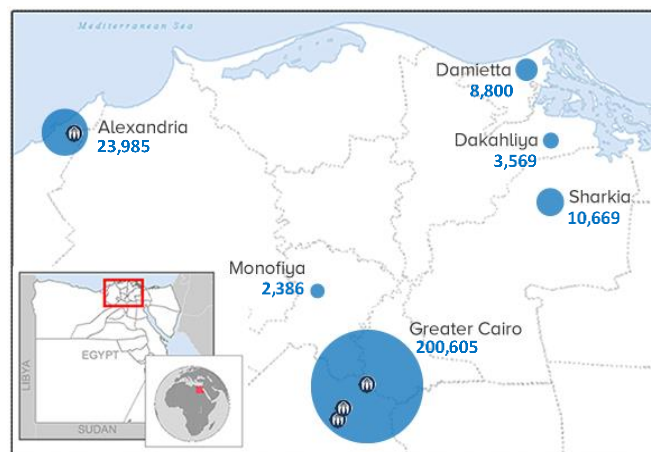 Mediterranean Sea
Damietta
8,800
Alexandria
23,985
Dakahliya
3,569
Sharkia
10,669
Monofiya
2,386
Greater Cairo
200,605
LIBYA
EGYPT
SUDAN